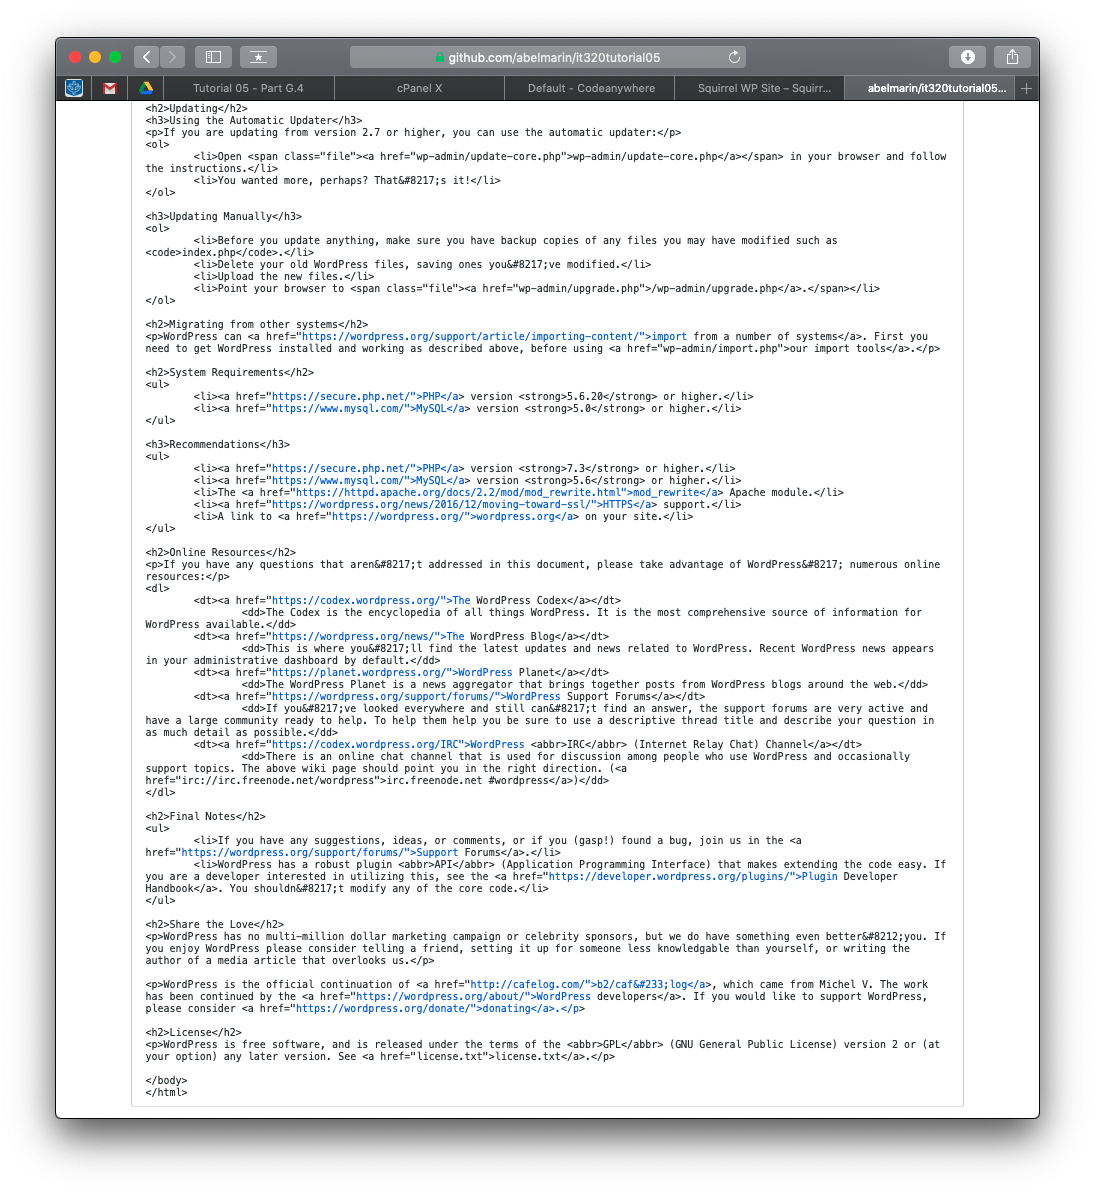 github.com/abelmarin/it320tutorial05
Tutorial 05 - Part G.4
cPanel X
Default - Codeanywhere
Squirrel WP Site – Squirr...
abelmarin/it320tutorial05...
<h2>Updating</h2>
<h3>Using the Automatic Updater</h3>
<p>If you are updating from version 2.7 or higher, you can use the automatic updater:</p>
<ol>
<li>Open <span class="file"><a href="wp-admin/update-core.php">wp-admin/update-core.php</a></span> in your browser and follow
the instructions.</li>
<li>You wanted more, perhaps? That&#8217;s it!</li>
</ol>
<h3>Updating Manually</h3>
<ol>
<li>Before you update anything, make sure you have backup copies of any files you may have modified such as
<code>index.php</code>.</li>
<li>Delete your old WordPress files, saving ones you&#8217;ve modified.</li>
<li>Upload the new files.</li>
<li>Point your browser to <span class="file"><a href="wp-admin/upgrade.php">/wp-admin/upgrade.php</a>.</span></li>
</ol>
<h2>Migrating from other systems</h2>
<p>WordPress can <a href="https://wordpress.org/support/article/importing-content/">import from a number of systems</a>. First you
need to get WordPress installed and working as described above, before using <a href="wp-admin/import.php">our import tools</a>.</p>
<h2>System Requirements</h2>
<ul>
<li><a href="https://secure.php.net/">PHP</a> version <strong>5.6.20</strong> or higher.</li>
<li><a href="https://www.mysql.com/">MySQL</a> version <strong>5.0</strong> or higher.</li>
</ul>
<h3>Recommendations</h3>
<ul>
<li><a href="https://secure.php.net/">PHP</a> version <strong>7.3</strong> or higher.</li>
<li><a href="https://www.mysql.com/">MySQL</a> version <strong>5.6</strong> or higher.</li>
<li>The <a href="https://httpd.apache.org/docs/2.2/mod/mod_rewrite.html">mod_rewrite</a> Apache module.</li>
<li><a href="https://wordpress.org/news/2016/12/moving-toward-ssl/">HTTPS</a> support.</li>
<li>A link to <a href="https://wordpress.org/">wordpress.org</a> on your site.</li>
</ul>
<h2>Online Resources</h2>
<p>If you have any questions that aren&#8217;t addressed in this document, please take advantage of WordPress&#8217; numerous online
resources:</p>
<dl>
<dt><a href="https://codex.wordpress.org/">The WordPress Codex</a></dt>
<dd>The Codex is the encyclopedia of all things WordPress. It is the most comprehensive source of information for
WordPress available.</dd>
<dt><a href="https://wordpress.org/news/">The WordPress Blog</a></dt>
<dd>This is where you&#8217;ll find the latest updates and news related to WordPress. Recent WordPress news appears
in your administrative dashboard by default.</dd>
<dt><a href="https://planet.wordpress.org/">WordPress Planet</a></dt>
<dd>The WordPress Planet is a news aggregator that brings together posts from WordPress blogs around the web.</dd>
<dt><a href="https://wordpress.org/support/forums/">WordPress Support Forums</a></dt>
<dd>If you&#8217;ve looked everywhere and still can&#8217;t find an answer, the support forums are very active and
have a large community ready to help. To help them help you be sure to use a descriptive thread title and describe your question in
as much detail as possible.</dd>
<dt><a href="https://codex.wordpress.org/IRC">WordPress <abbr>IRC</abbr> (Internet Relay Chat) Channel</a></dt>
<dd>There is an online chat channel that is used for discussion among people who use WordPress and occasionally
support topics. The above wiki page should point you in the right direction. (<a
href="irc://irc.freenode.net/wordpress">irc.freenode.net #wordpress</a>)</dd>
</dl>
<h2>Final Notes</h2>
<ul>
<li>If you have any suggestions, ideas, or comments, or if you (gasp!) found a bug, join us in the <a
href="https://wordpress.org/support/forums/">Support Forums</a>.</li>
<li>WordPress has a robust plugin <abbr>API</abbr> (Application Programming Interface) that makes extending the code easy. If
you are a developer interested in utilizing this, see the <a href="https://developer.wordpress.org/plugins/">Plugin Developer
Handbook</a>. You shouldn&#8217;t modify any of the core code.</li>
</ul>
<h2>Share the Love</h2>
<p>WordPress has no multi-million dollar marketing campaign or celebrity sponsors, but we do have something even better&#8212;you. If
you enjoy WordPress please consider telling a friend, setting it up for someone less knowledgable than yourself, or writing the
author of a media article that overlooks us.</p>
<p>WordPress is the official continuation of <a href="http://cafelog.com/">b2/caf&#233;log</a>, which came from Michel V. The work
has been continued by the <a href="https://wordpress.org/about/">WordPress developers</a>. If you would like to support WordPress,
please consider <a href="https://wordpress.org/donate/">donating</a>.</p>
<h2>License</h2>
<p>WordPress is free software, and is released under the terms of the <abbr>GPL</abbr> (GNU General Public License) version 2 or (at
your option) any later version. See <a href="license.txt">license.txt</a>.</p>
</body>
</html>